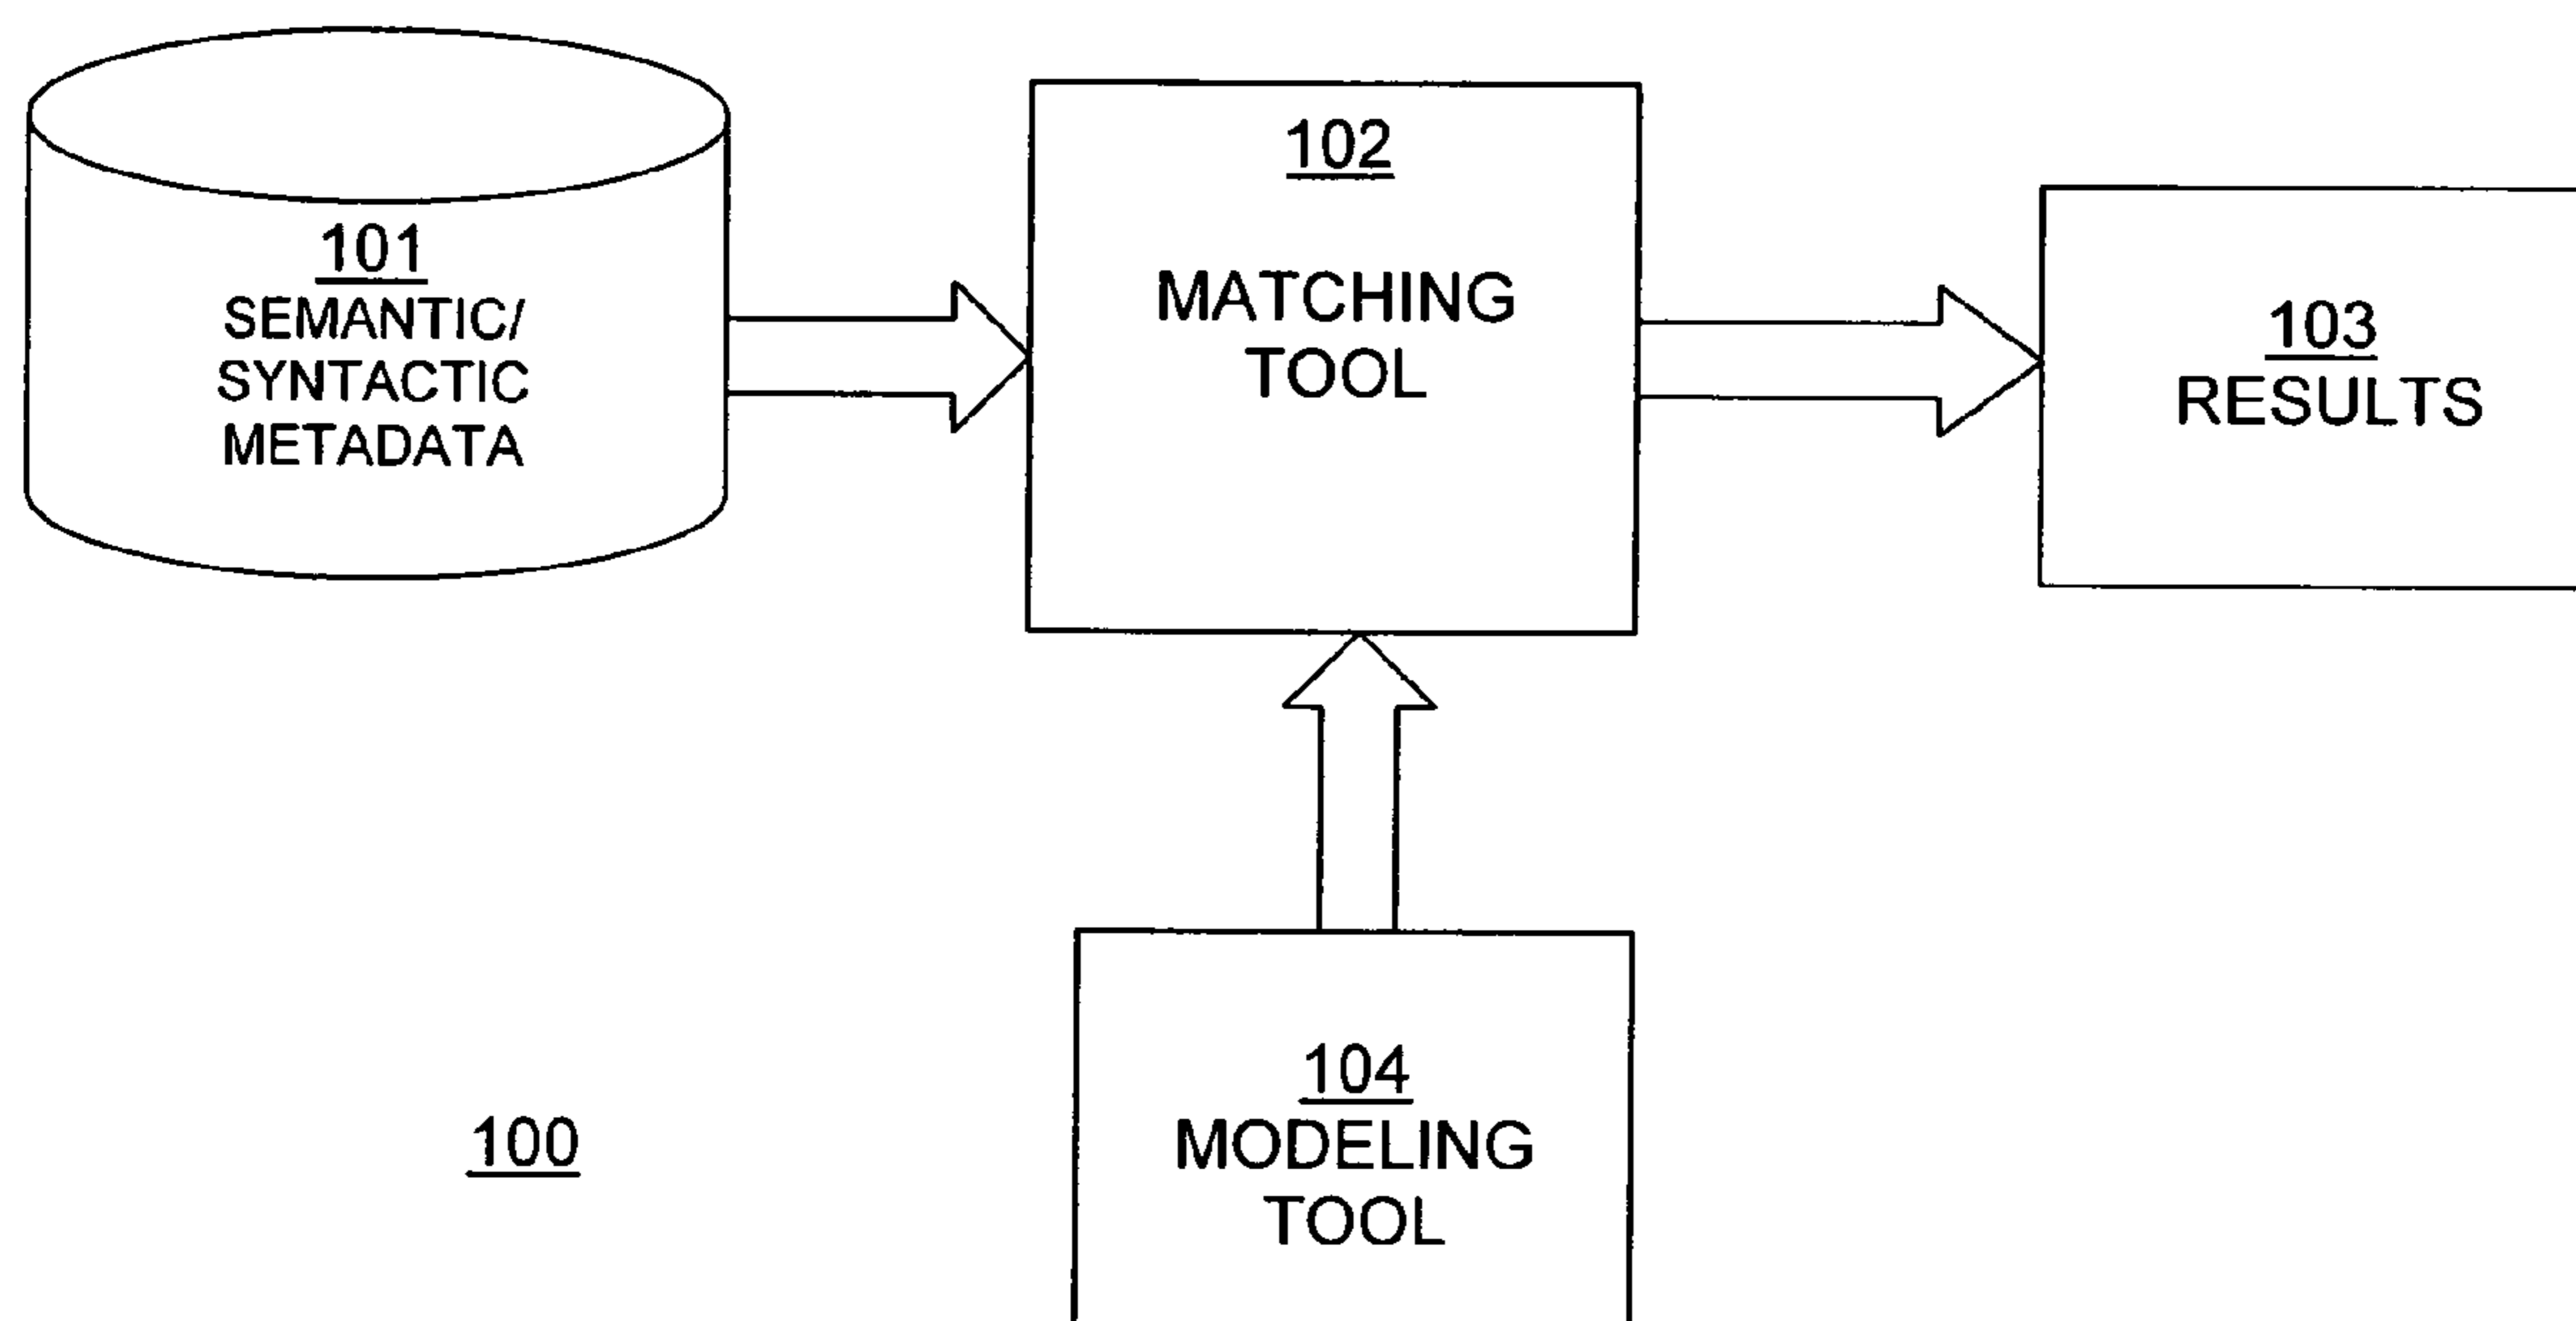 101
SEMANTIC/
SYNTACTIC
METADATA
102
MATCHING
TOOL
103
RESULTS
104
MODELING
TOOL
100